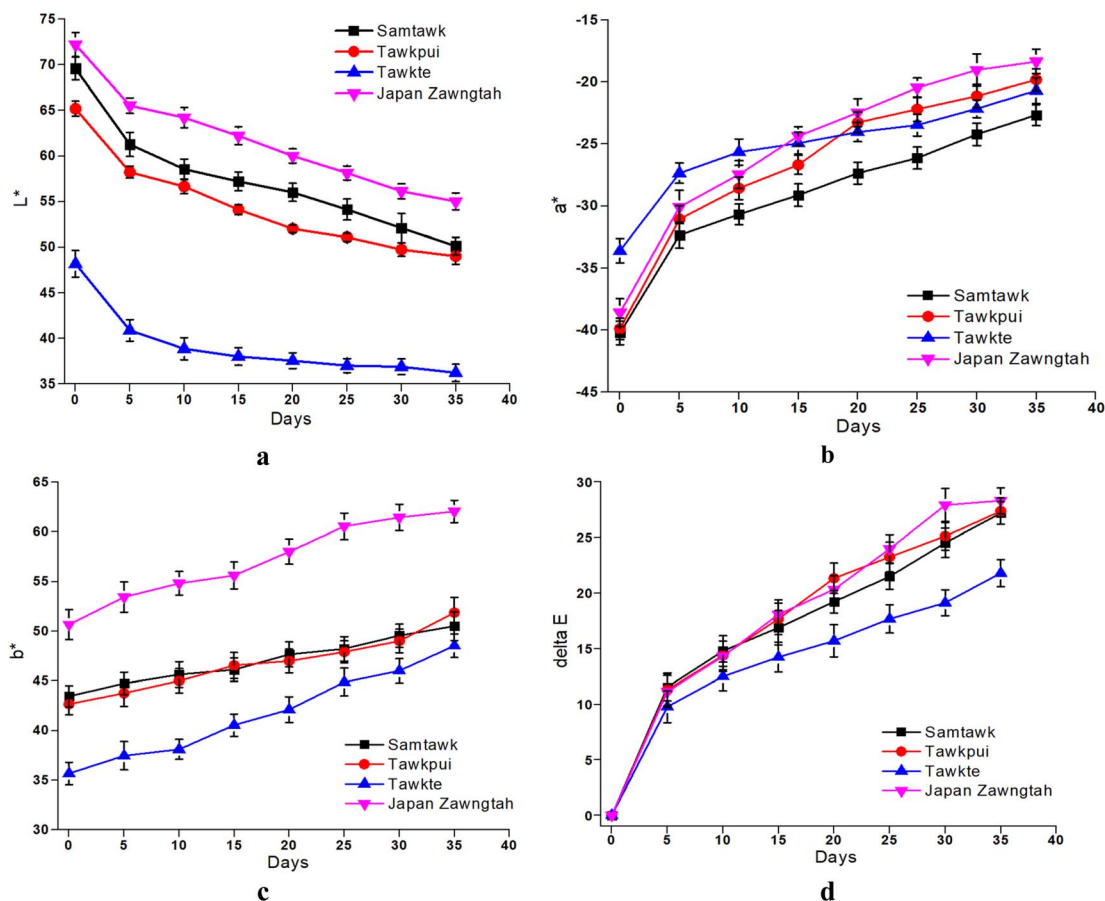 75
70
65
60
55
50
45
40
35
L*
0 5 10 15 20 25 30 35 40
Days
Samtawk
Tawkpui
Tawkte
Japan Zawngtah
a
-15
-20
-25
-30
-35
-40
-45
a*
Samtawk
Tawkpui
Tawkte
Japan Zawngtah
0 5 10 15 20 25 30 35 40
Days
b
65
60
55
50
45
40
35
30
b*
Samtawk
Tawkpui
Tawkte
Japan Zawngtah
0 5 10 15 20 25 30 35 40
Days
c
30
25
20
15
10
5
0
delta E
Samtawk
Tawkpui
Tawkte
Japan Zawngtah
0 5 10 15 20 25 30 35 40
Days
d